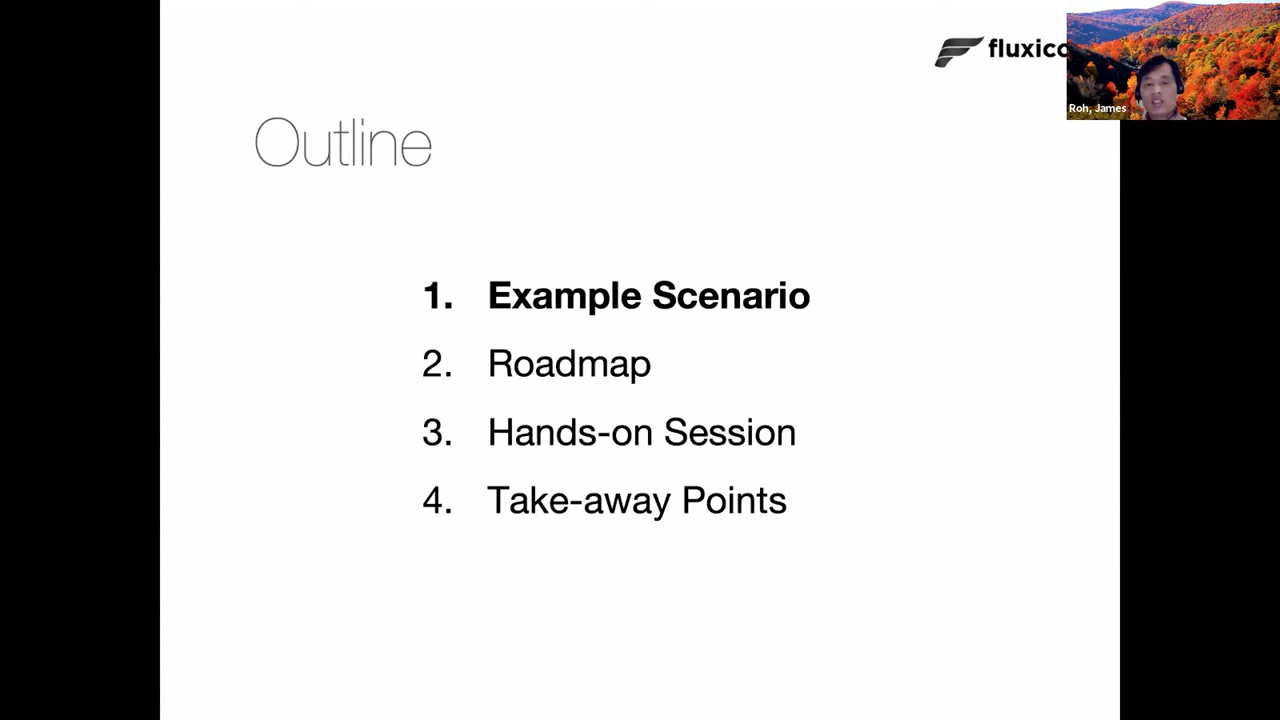 fluxico
Roh, James
Outline
1. Example Scenario
2. Roadmap
3. Hands-on Session
4. Take-away Points